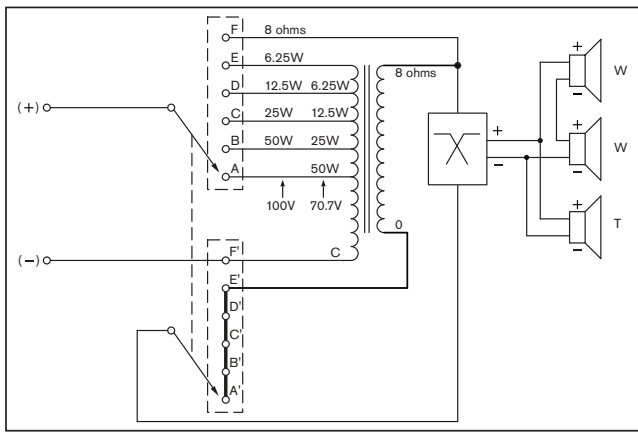 F 8 ohms
E 6.25W
8 ohms
D 12.5W 6.25W
C 25W 12.5W
B 50W 25W
A 50W
100V 70.7V
(+)
(−)
0
C
F'
E'
D'
C'
B'
A'
+
−
+
−
W
+
−
W
+
−
T